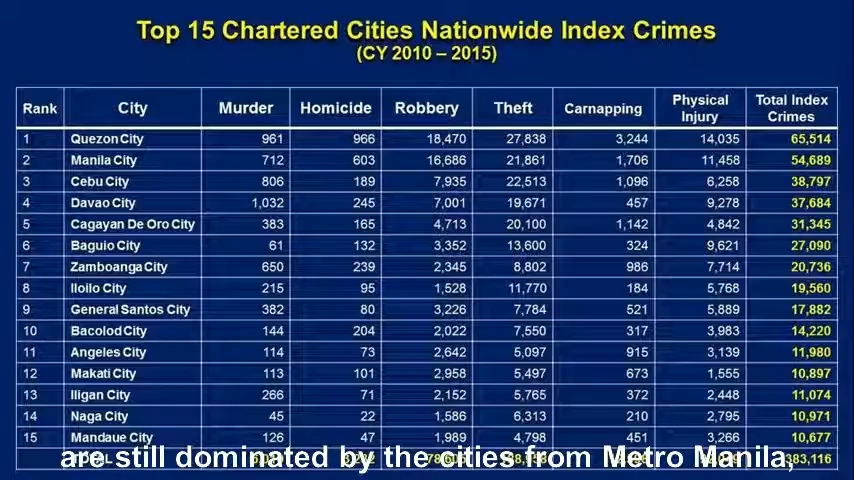 Top 15 Chartered Cities Nationwide Index Crimes
(CY 2010 – 2015)
Rank City Murder Homicide Robbery Theft Carnapping Physical Injury Total Index Crimes
1 Quezon City 961 966 18,470 27,838 3,244 14,035 65,514
2 Manila City 712 603 16,686 21,861 1,706 11,458 54,689
3 Cebu City 806 189 7,935 22,513 1,096 6,258 38,797
4 Davao City 1,032 245 7,001 19,671 457 9,278 37,684
5 Cagayan De Oro City 383 165 4,713 20,100 1,142 4,842 31,345
6 Baguio City 61 132 3,352 13,600 324 9,621 27,090
7 Zamboanga City 650 239 2,345 8,802 986 7,714 20,736
8 Iloilo City 215 95 1,528 11,770 184 5,768 19,560
9 General Santos City 382 80 3,226 7,784 521 5,889 17,882
10 Bacolod City 144 204 2,022 7,550 317 3,983 14,220
11 Angeles City 114 73 2,642 5,097 915 3,139 11,980
12 Makati City 113 101 2,958 5,497 673 1,555 10,897
13 Iligan City 266 71 2,152 5,765 372 2,448 11,074
14 Naga City 45 22 1,586 6,313 210 2,795 10,971
15 Mandaue City 126 47 1,989 4,798 451 3,266 10,677
TOTAL 383,116
are still dominated by the cities from Metro Manila,